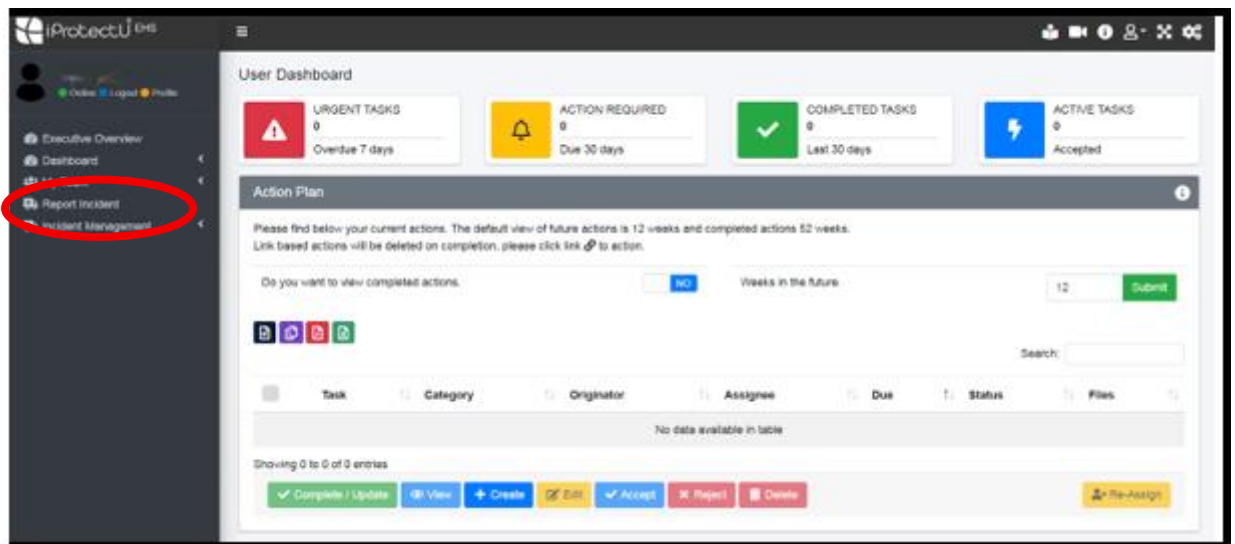 iProtectU EHS
Online Logout Profile
Executive Overview
Dashboard
Report Incident
Incident Management
User Dashboard
URGENT TASKS
0
Overdue 7 days
ACTION REQUIRED
0
Due 30 days
COMPLETED TASKS
0
Last 30 days
ACTIVE TASKS
0
Accepted
Action Plan
Please find below your current actions. The default view of future actions is 12 weeks and completed actions 52 weeks.
Link based actions will be deleted on completion, please click link to action.
Do you want to view completed actions. NO Weeks in the future. 12 Submit
Search:
Task Category Originator Assignee Due Status Files
No data available in table
Showing 0 to 0 of 0 entries
Complete / Update View Create Edit Accept Reject Delete Re-Assign